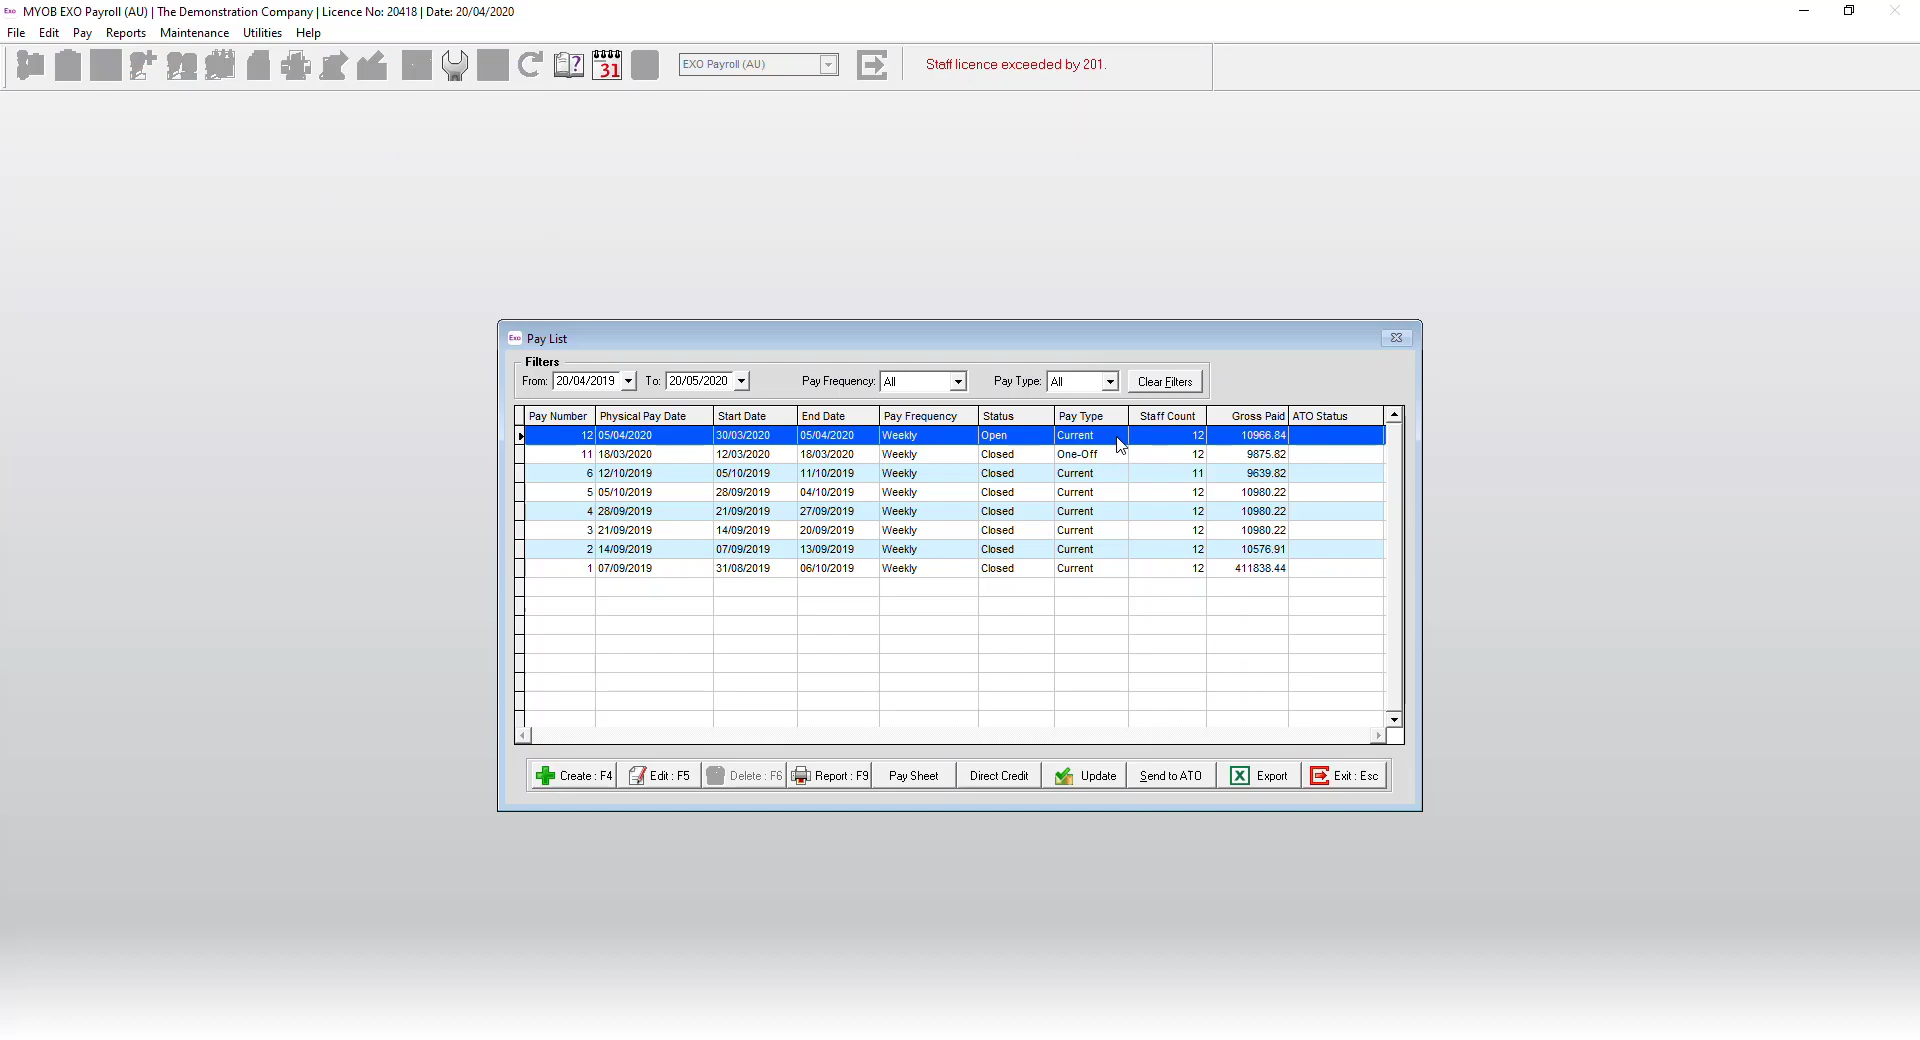 Exo MYOB EXO Payroll (AU) | The Demonstration Company | Licence No: 20418 | Date: 20/04/2020
File Edit Pay Reports Maintenance Utilities Help
31 EXO Payroll (AU) Staff licence exceeded by 201.
Exo Pay List
Filters
From: 20/04/2019 To: 20/05/2020 Pay Frequency: All Pay Type: All Clear Filters
Pay Number Physical Pay Date Start Date End Date Pay Frequency Status Pay Type Staff Count Gross Paid ATO Status
12 05/04/2020 30/03/2020 05/04/2020 Weekly Open Current 12 10966.84
11 18/03/2020 12/03/2020 18/03/2020 Weekly Closed One-Off 12 9875.82
6 12/10/2019 05/10/2019 11/10/2019 Weekly Closed Current 11 9639.82
5 05/10/2019 28/09/2019 04/10/2019 Weekly Closed Current 12 10980.22
4 28/09/2019 21/09/2019 27/09/2019 Weekly Closed Current 12 10980.22
3 21/09/2019 14/09/2019 20/09/2019 Weekly Closed Current 12 10980.22
2 14/09/2019 07/09/2019 13/09/2019 Weekly Closed Current 12 10576.91
1 07/09/2019 31/08/2019 06/10/2019 Weekly Closed Current 12 411838.44
Create : F4 Edit : F5 Delete : F6 Report : F9 Pay Sheet Direct Credit Update Send to ATO Export Exit : Esc